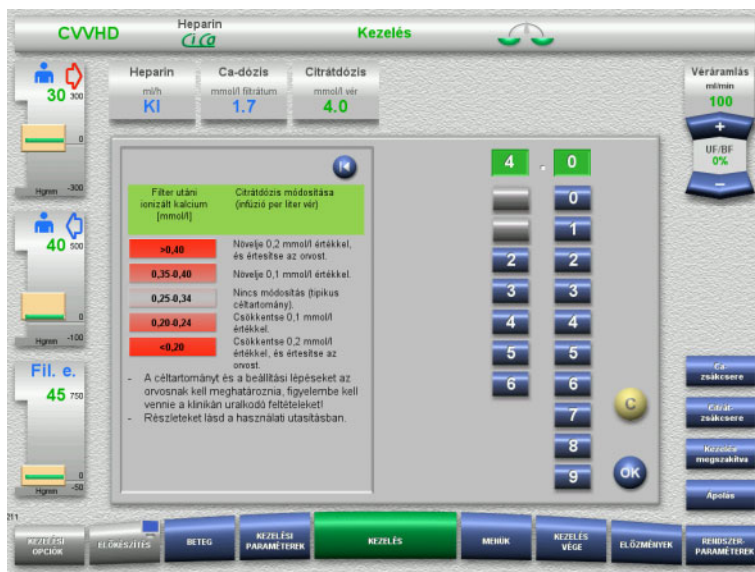 CVVHD
Heparin
CiCa
Kezelés
30
300
0
-300
Hgmm
40
500
0
-100
Hgmm
Fil. e.
45
750
0
-50
Hgmm
Heparin
ml/h
KI
Ca-dózis
mmol/l filtrátum
1.7
Citrátdózis
mmol/l vér
4.0
Véráramlás
ml/min
100
+
UF/BF
0%
−
Filter utáni
ionizált kalcium
[mmol/l]
Citrátdózis módosítása
(infúzió per liter vér)
>0,40
Növelje 0,2 mmol/l értékkel,
és értesítse az orvost.
0,35-0,40
Növelje 0,1 mmol/l értékkel.
0,25-0,34
Nincs módosítás (tipikus
céltartomány).
0,20-0,24
Csökkentse 0,1 mmol/l
értékkel.
<0,20
Csökkentse 0,2 mmol/l
értékkel, és értesítse az
orvost.
- A céltartományt és a beállítási lépéseket az
orvosnak kell meghatároznia, figyelembe kell
vennie a klinikán uralkodó feltételeket!
- Részleteket lásd a használati utasításban.
4 . 0
0
1
2 2
3 3
4 4
5 5
6 6
7
8
9
C
OK
Ca-
zsákcsere
Citrát-
zsákcsere
Kezelés
megszakítva
Ápolás
211
KEZELÉSI
OPCIÓK
ELŐKÉSZÍTÉS
BETEG
KEZELÉSI
PARAMÉTEREK
KEZELÉS
MENÜK
KEZELÉS
VÉGE
ELŐZMÉNYEK
RENDSZER-
PARAMÉTEREK